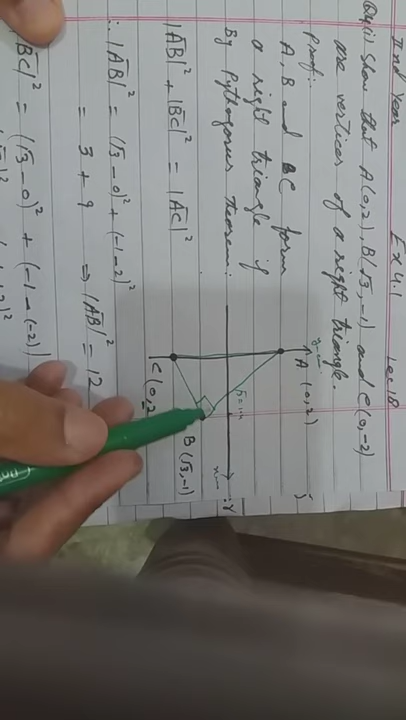 IInd Year Ex 4.1 Lec 18
Q4(i) Show that A(0,2), B(√3,-1) and C(0,-2)
are vertices of a right triangle.
Proof:
A, B and BC form
a right triangle if
By Pythagorus theorem:
|AB|² + |BC|² = |AC|²
∴ |AB|² = (√3-0)² + (-1-2)²
= 3 + 9 ⇒ |AB|² = 12
|BC|² = (√3-0)² + (-1-(-2))
A (0,2)
B (√3,-1)
C (0,-2